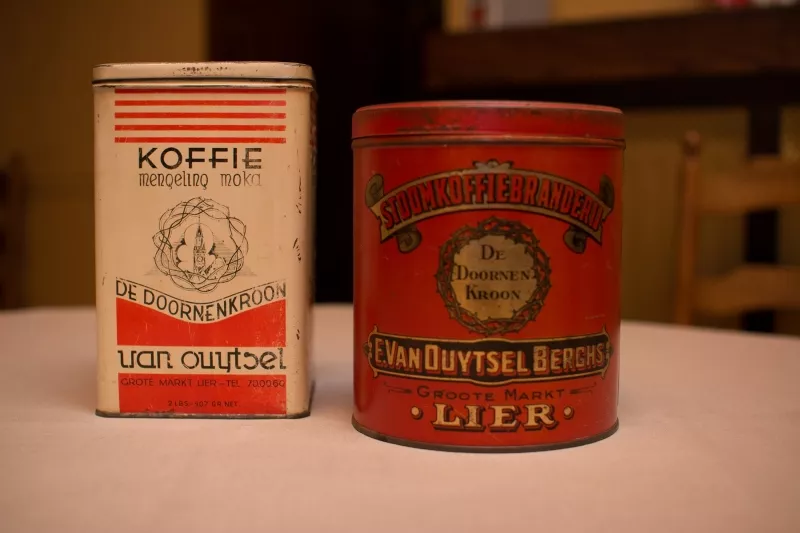 KOFFIE
mengeling moka
DE DOORNENKROON
van ouytsel
GROTE MARKT LIER - TEL.
STOOMKOFFIEBRANDERIJ
DE
DOORNEN
KROON
E. VAN OUYTSEL BERGHS
GROOTE MARKT
• LIER •